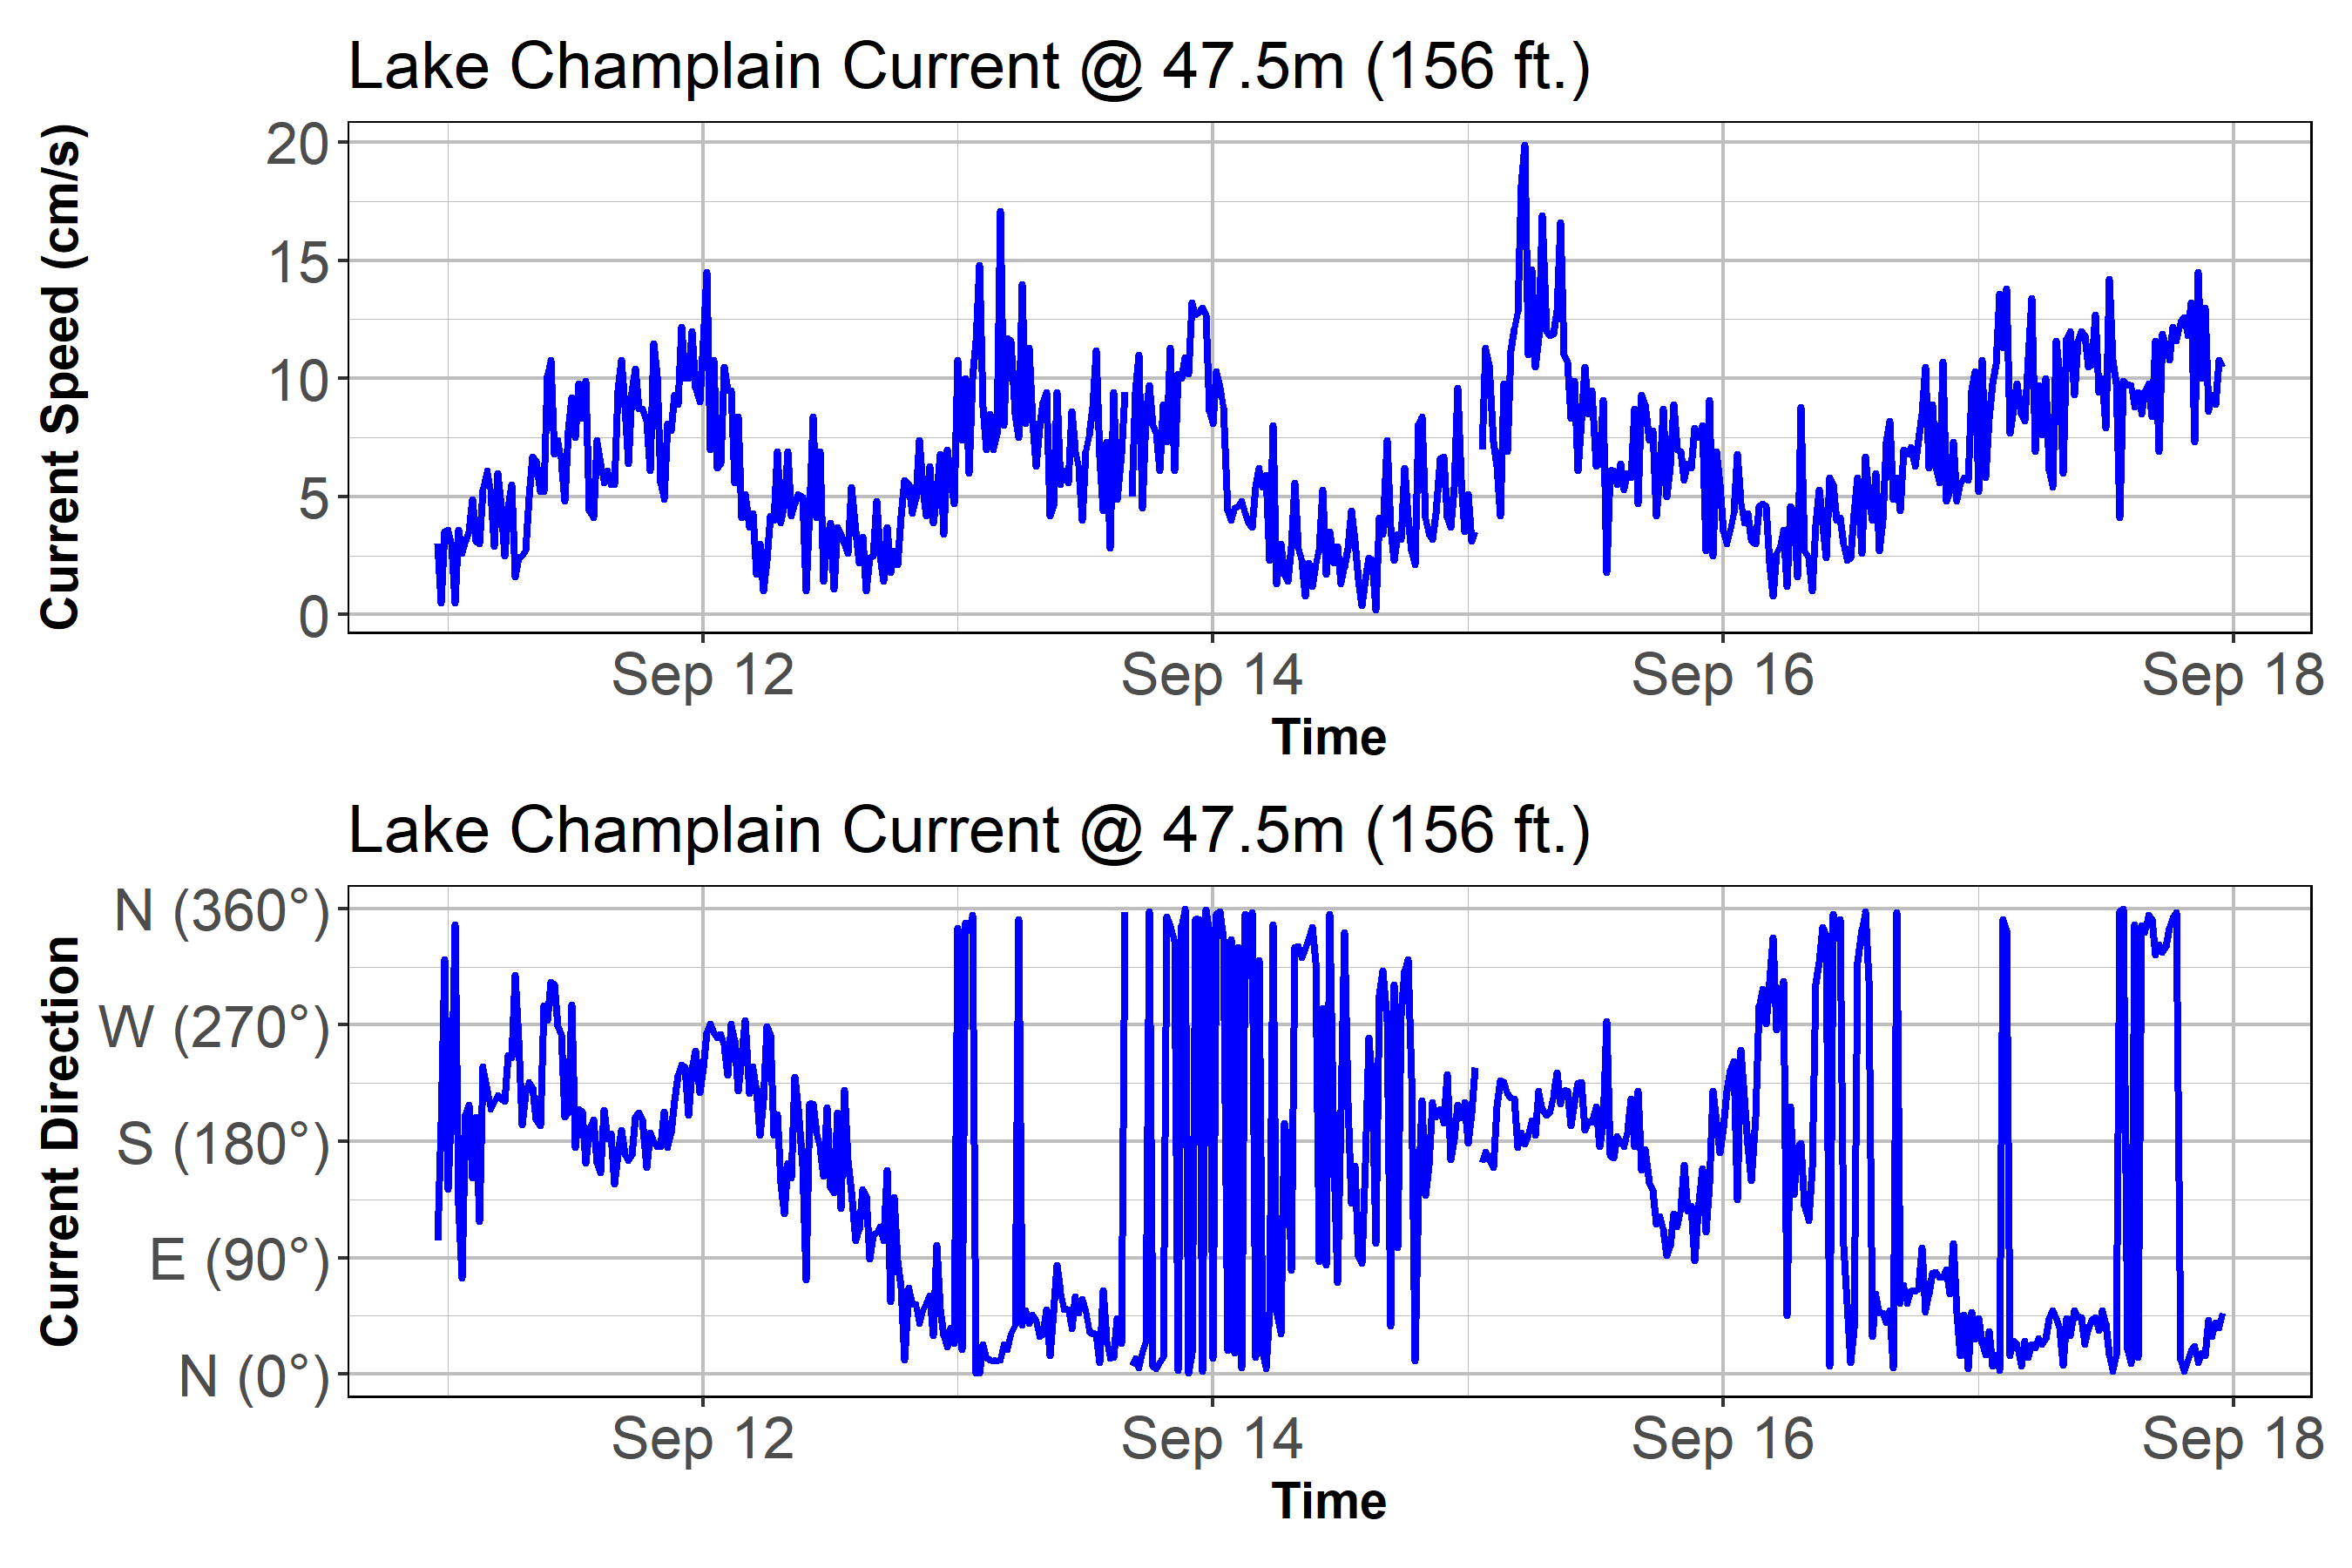 Lake Champlain Current @ 47.5m (156 ft.)
Current Speed (cm/s)
20
15
10
5
0
Sep 12 Sep 14 Sep 16 Sep 18
Time
Lake Champlain Current @ 47.5m (156 ft.)
Current Direction
N (360°)
W (270°)
S (180°)
E (90°)
N (0°)
Sep 12 Sep 14 Sep 16 Sep 18
Time